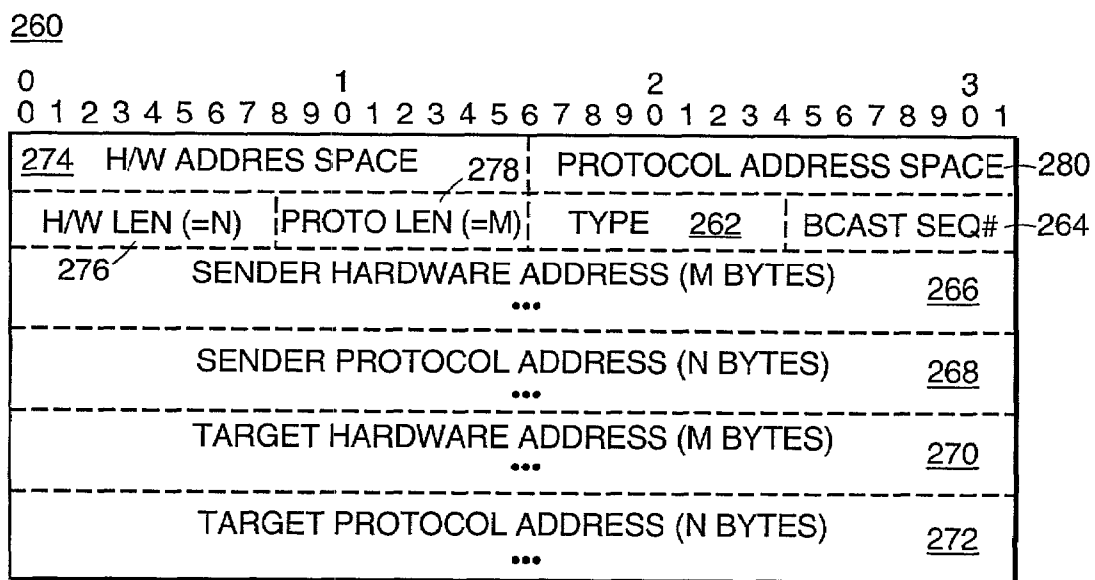 260
0 1 2 3
0 1 2 3 4 5 6 7 8 9 0 1 2 3 4 5 6 7 8 9 0 1 2 3 4 5 6 7 8 9 0 1
274 H/W ADDRES SPACE 278 PROTOCOL ADDRESS SPACE 280
H/W LEN (=N) PROTO LEN (=M) TYPE 262 BCAST SEQ# 264
276 SENDER HARDWARE ADDRESS (M BYTES) 266
•••
SENDER PROTOCOL ADDRESS (N BYTES) 268
•••
TARGET HARDWARE ADDRESS (M BYTES) 270
•••
TARGET PROTOCOL ADDRESS (N BYTES) 272
•••